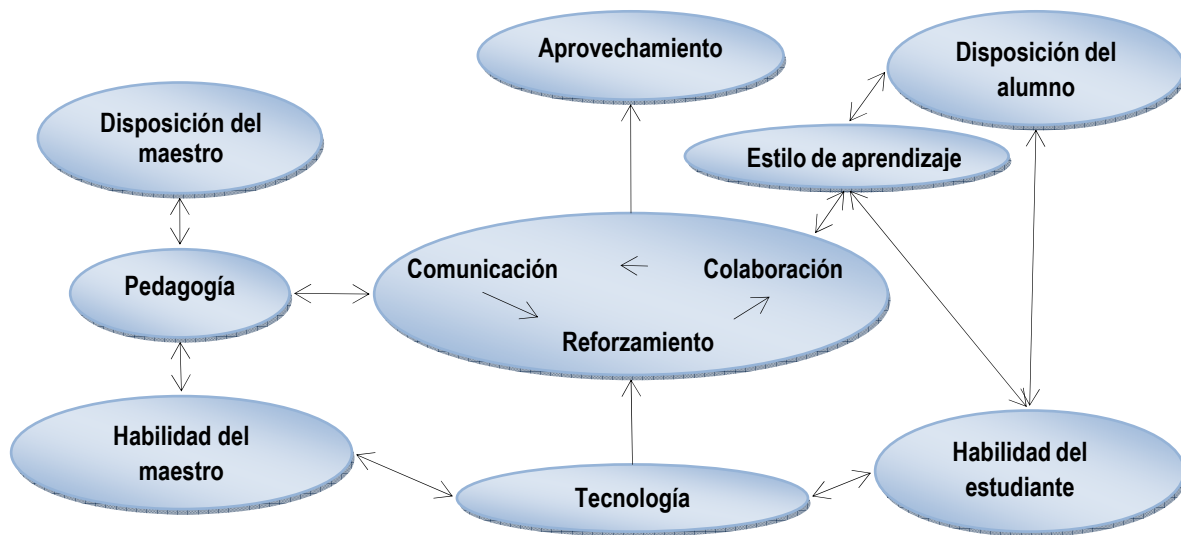 Aprovechamiento
Disposición del
alumno
Disposición del
maestro
Estilo de aprendizaje
Comunicación
Colaboración
Pedagogía
Reforzamiento
Habilidad del
maestro
Habilidad del
estudiante
Tecnología